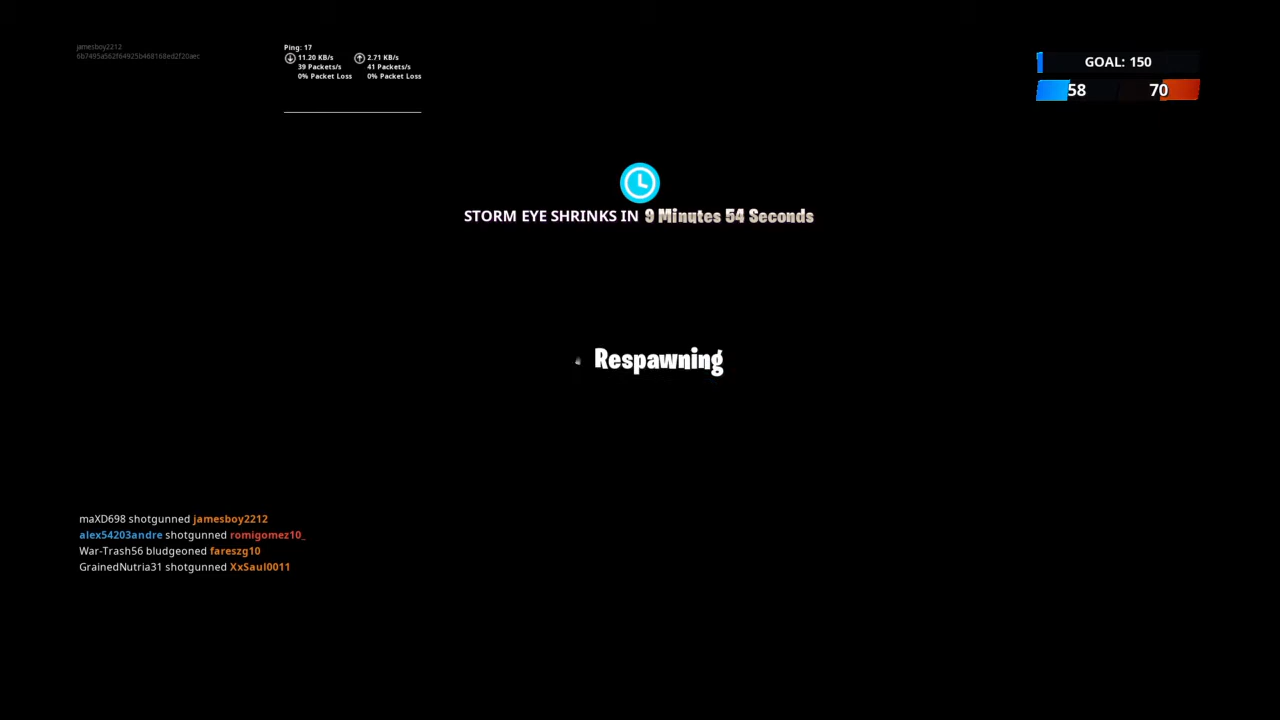 jamesboy2212
6b7495a562f64925b468168ed2f20aec
Ping: 17
11.20 KB/s 2.71 KB/s
39 Packets/s 41 Packets/s
0% Packet Loss 0% Packet Loss
GOAL: 150
58 70
STORM EYE SHRINKS IN 9 Minutes 54 Seconds
Respawning
maXD698 shotgunned jamesboy2212
alex54203andre shotgunned romigomez10_
War-Trash56 bludgeoned fareszg10
GrainedNutria31 shotgunned XxSaul0011